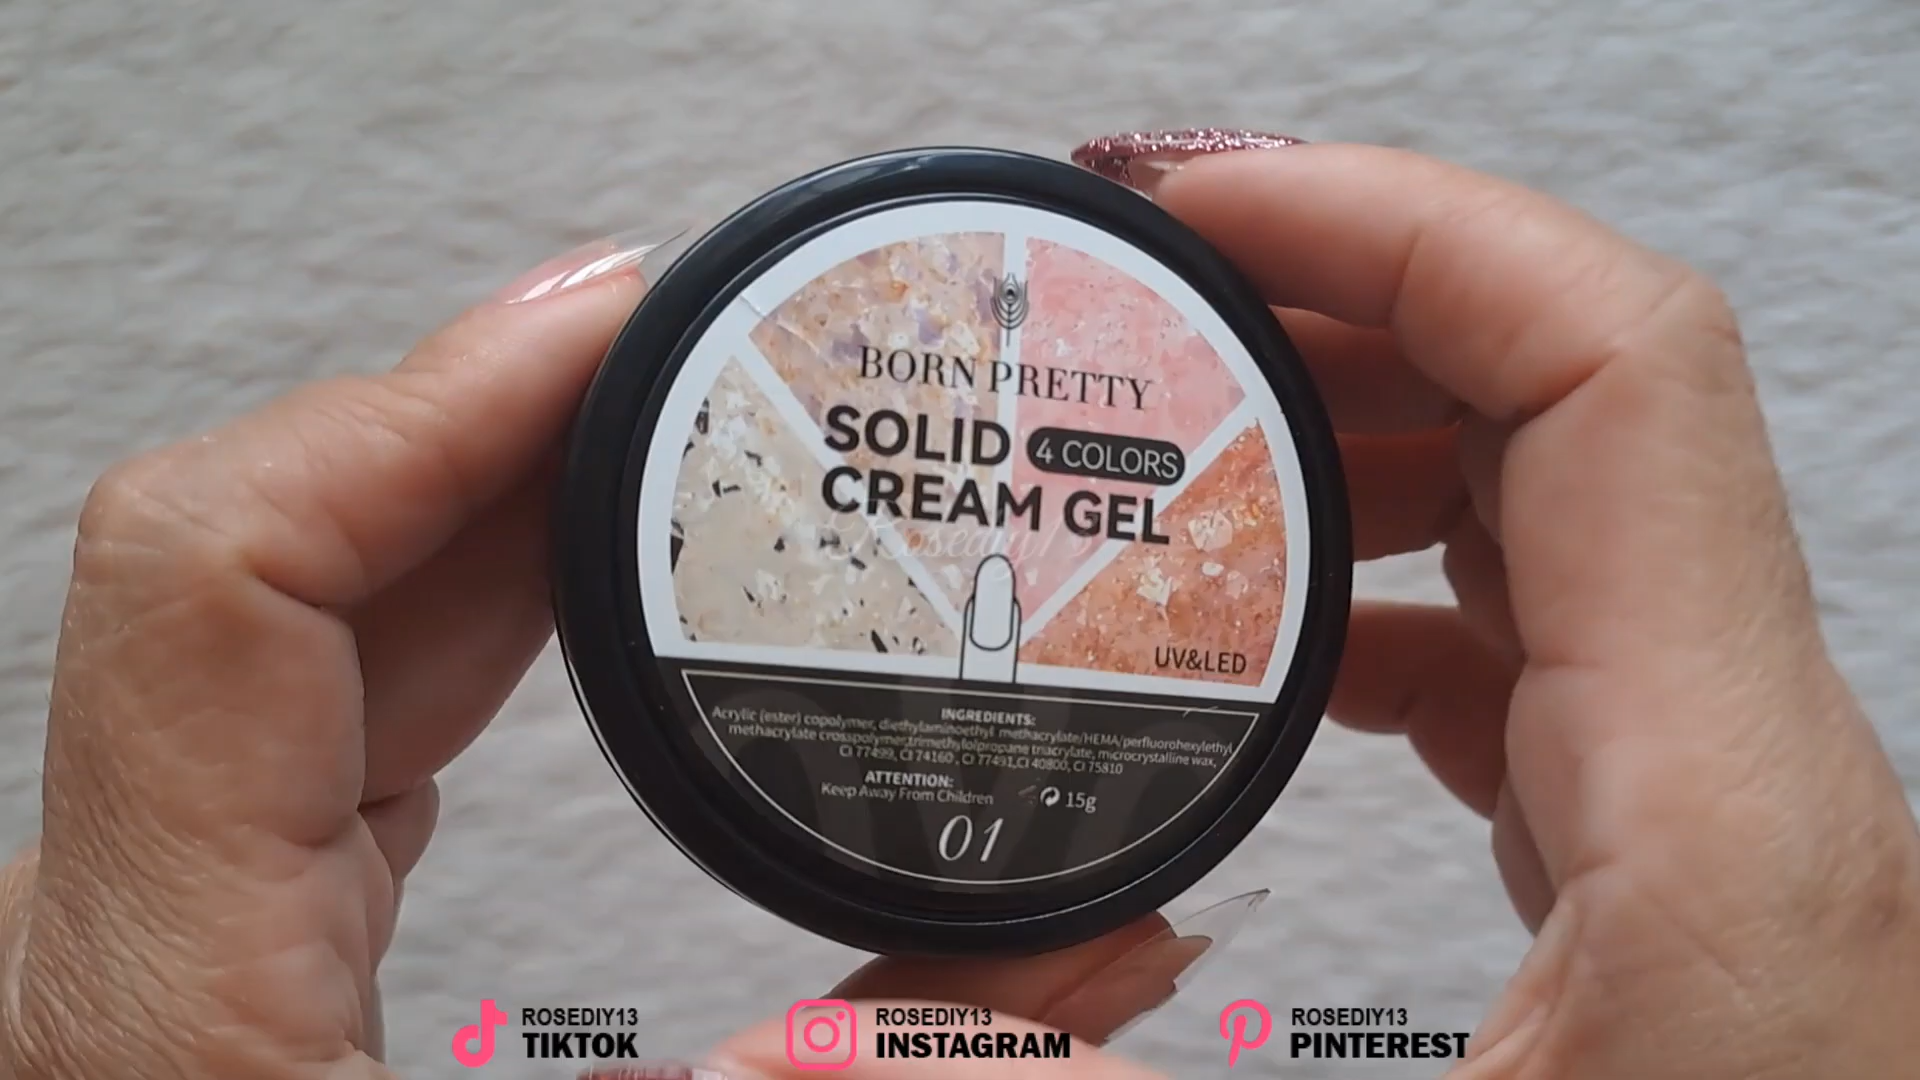 BORN PRETTY
SOLID 4 COLORS
CREAM GEL
Rosediy13
UV&LED
INGREDIENTS:
Acrylic (ester) copolymer, diethylaminoethyl methacrylate/HEMA/perfluorohexylethyl
methacrylate crosspolymer,trimethylolpropane triacrylate, microcrystalline wax,
CI 77499, CI 74160, CI 77491,CI 40800, CI 75810
ATTENTION:
Keep Away From Children
15g
01
ROSEDIY13
TIKTOK
ROSEDIY13
INSTAGRAM
ROSEDIY13
PINTEREST